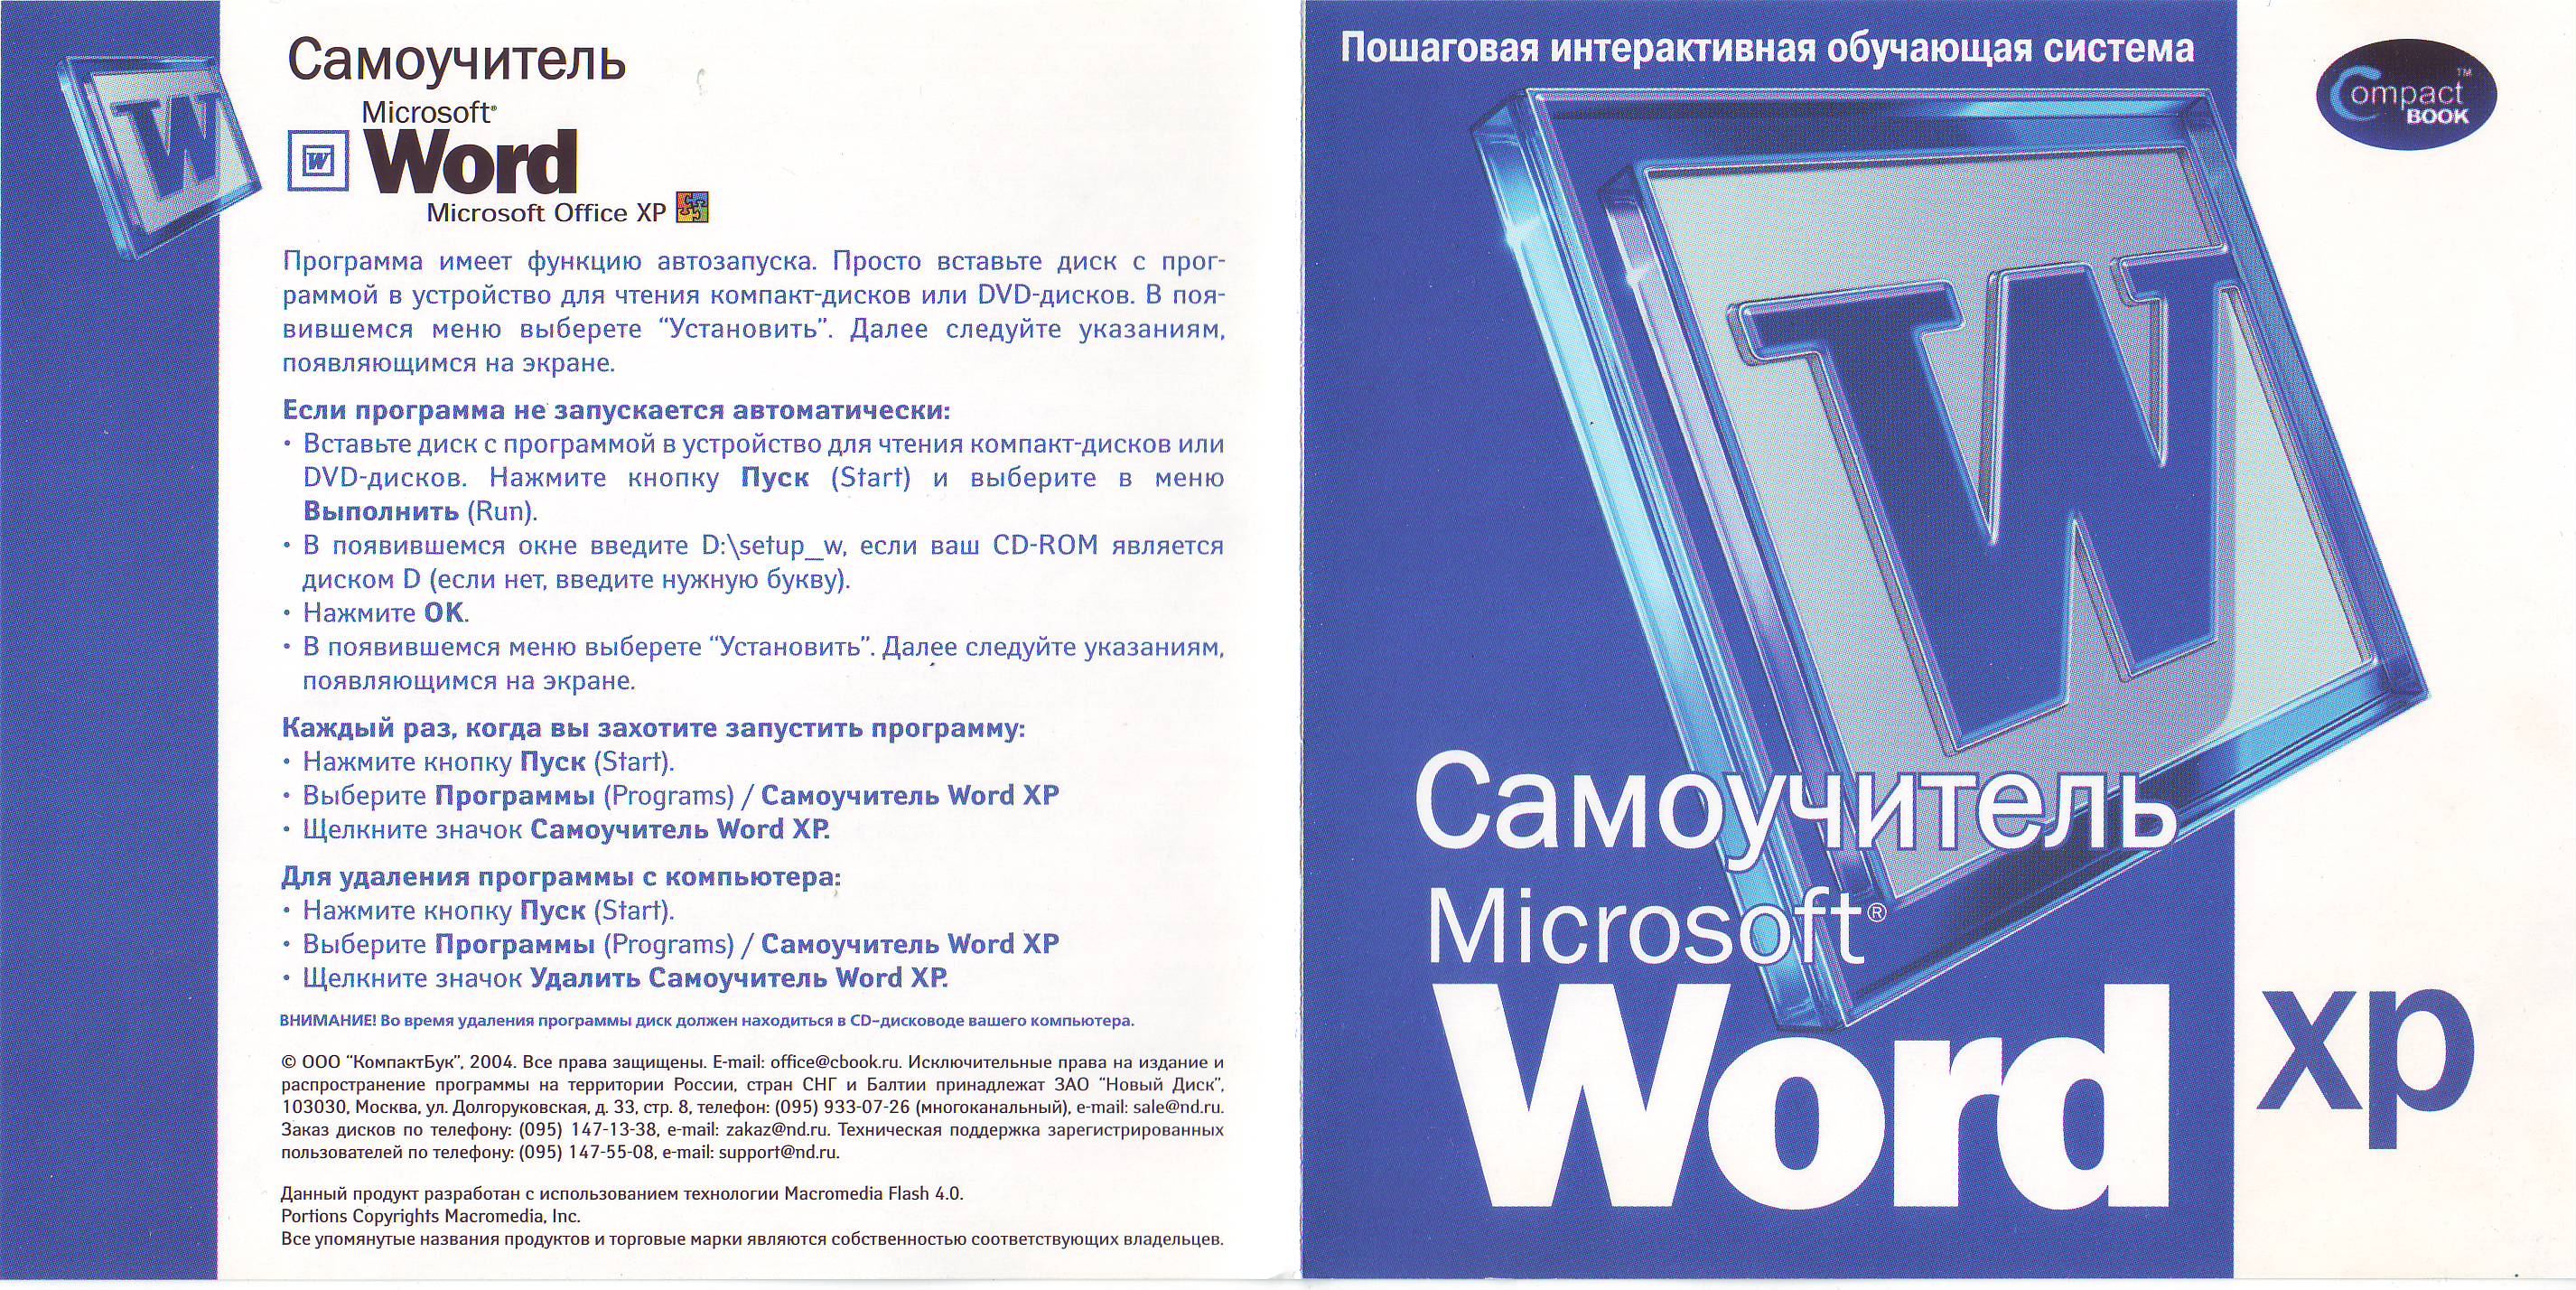 Самоучитель
Microsoft®
Word
Microsoft Office XP
Программа имеет функцию автозапуска. Просто вставьте диск с прог-
раммой в устройство для чтения компакт-дисков или DVD-дисков. В поя-
вившемся меню выберете “Установить”. Далее следуйте указаниям,
появляющимся на экране.
Если программа не запускается автоматически:
• Вставьте диск с программой в устройство для чтения компакт-дисков или
DVD-дисков. Нажмите кнопку Пуск (Start) и выберите в меню
Выполнить (Run).
• В появившемся окне введите D:\setup_w, если ваш CD-ROM является
диском D (если нет, введите нужную букву).
• Нажмите OK.
• В появившемся меню выберете “Установить”. Далее следуйте указаниям,
появляющимся на экране.
Каждый раз, когда вы захотите запустить программу:
• Нажмите кнопку Пуск (Start).
• Выберите Программы (Programs) / Самоучитель Word XP
• Щелкните значок Самоучитель Word XP.
Для удаления программы с компьютера:
• Нажмите кнопку Пуск (Start).
• Выберите Программы (Programs) / Самоучитель Word XP
• Щелкните значок Удалить Самоучитель Word XP.
ВНИМАНИЕ! Во время удаления программы диск должен находиться в CD-дисководе вашего компьютера.
© ООО “КомпактБук”, 2004. Все права защищены. E-mail: office@cbook.ru. Исключительные права на издание и
распространение программы на территории России, стран СНГ и Балтии принадлежат ЗАО “Новый Диск”,
103030, Москва, ул. Долгоруковская, д. 33, стр. 8, телефон: (095) 933-07-26 (многоканальный), e-mail: sale@nd.ru.
Заказ дисков по телефону: (095) 147-13-38, e-mail: zakaz@nd.ru. Техническая поддержка зарегистрированных
пользователей по телефону: (095) 147-55-08, e-mail: support@nd.ru.
Данный продукт разработан с использованием технологии Macromedia Flash 4.0.
Portions Copyrights Macromedia, Inc.
Все упомянутые названия продуктов и торговые марки являются собственностью соответствующих владельцев.
Пошаговая интерактивная обучающая система
Compact™
BOOK
W
Самоучитель
Microsoft®
Word xp